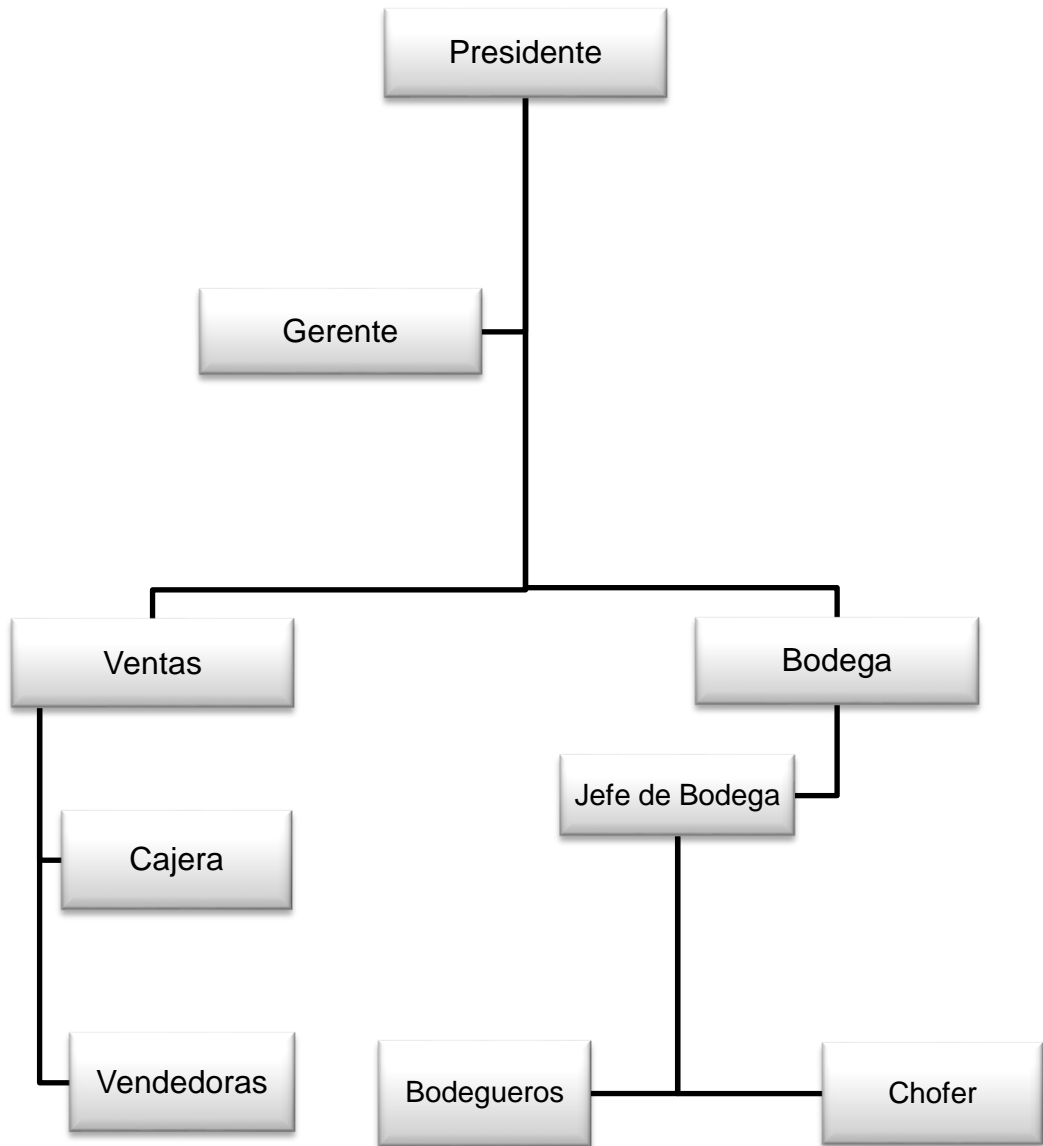 Presidente
Gerente
Ventas
Bodega
Jefe de Bodega
Cajera
Vendedoras
Bodegueros
Chofer